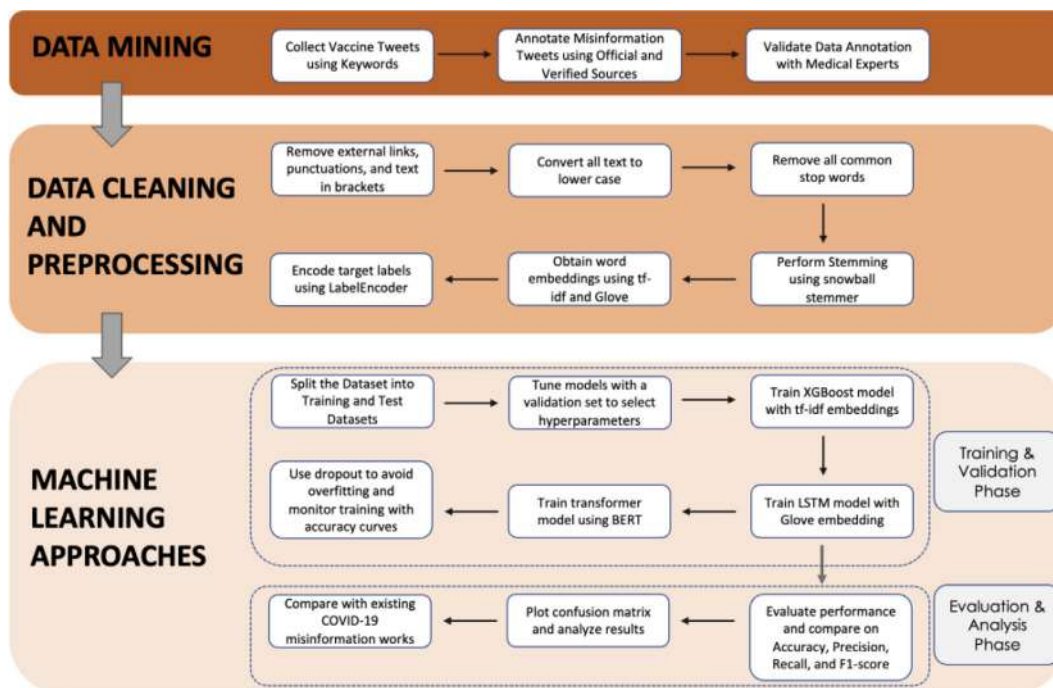 DATA MINING
Collect Vaccine Tweets
using Keywords
Annotate Misinformation
Tweets using Official and
Verified Sources
Validate Data Annotation
with Medical Experts
DATA CLEANING
AND
PREPROCESSING
Remove external links,
punctuations, and text
in brackets
Convert all text to
lower case
Remove all common
stop words
Encode target labels
using LabelEncoder
Obtain word
embeddings using tf-
idf and Glove
Perform Stemming
using snowball
stemmer
MACHINE
LEARNING
APPROACHES
Split the Dataset into
Training and Test
Datasets
Tune models with a
validation set to select
hyperparameters
Train XGBoost model
with tf-idf embeddings
Use dropout to avoid
overfitting and
monitor training with
accuracy curves
Train transformer
model using BERT
Train LSTM model with
Glove embedding
Training &
Validation
Phase
Compare with existing
COVID-19
misinformation works
Plot confusion matrix
and analyze results
Evaluate performance
and compare on
Accuracy, Precision,
Recall, and F1-score
Evaluation &
Analysis
Phase